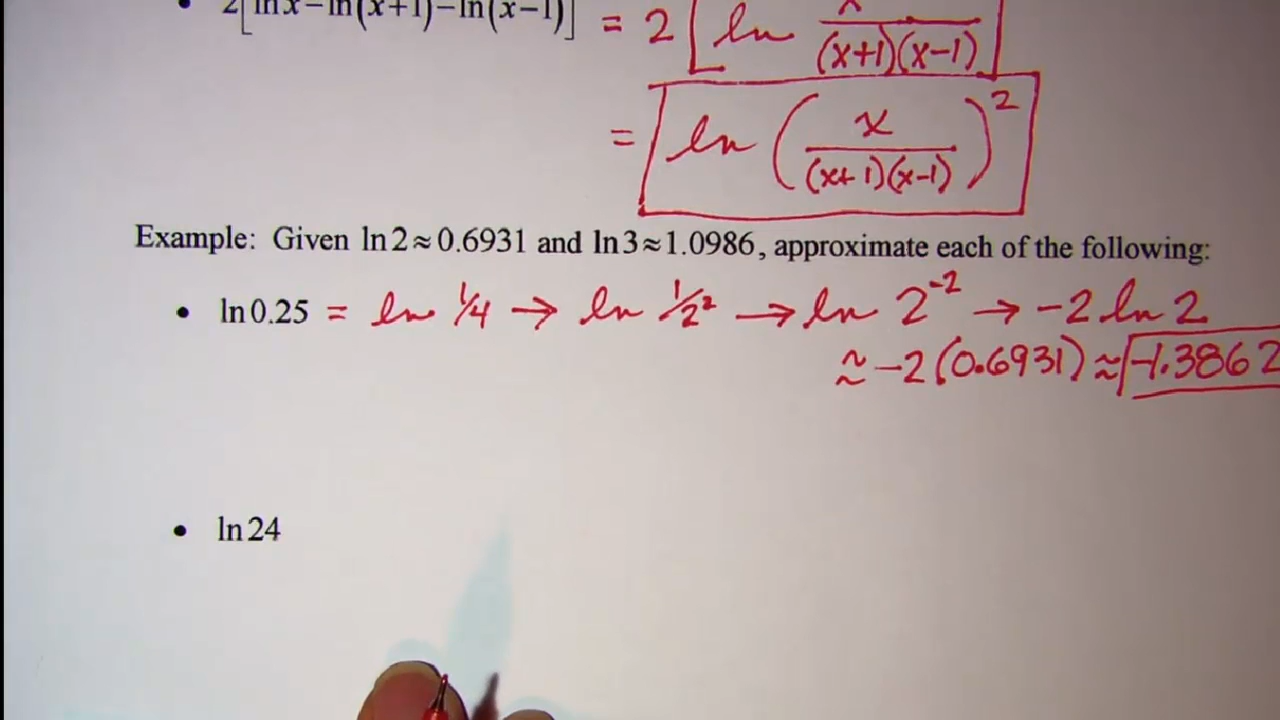 • 2[ln x – ln(x+1) – ln(x–1)] = 2[ln x/((x+1)(x–1))]
= ln (x/((x+1)(x-1)))²
Example: Given ln 2 ≈ 0.6931 and ln 3 ≈ 1.0986, approximate each of the following:
• ln 0.25 = ln 1/4 → ln 1/2² → ln 2⁻² → -2 ln 2
≈ -2(0.6931) ≈ -1.3862
• ln 24